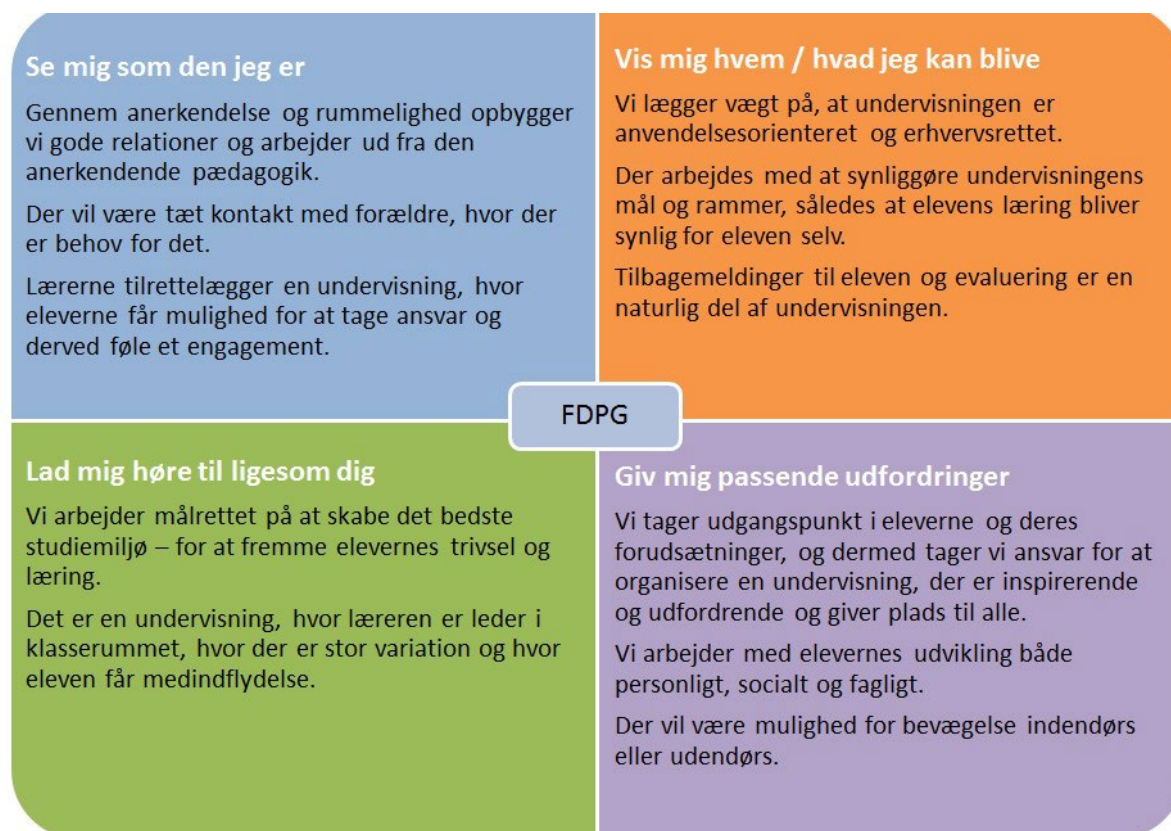 Se mig som den jeg er
Gennem anerkendelse og rummelighed opbygger
vi gode relationer og arbejder ud fra den
anerkendende pædagogik.
Der vil være tæt kontakt med forældre, hvor der
er behov for det.
Lærerne tilrettelægger en undervisning, hvor
eleverne får mulighed for at tage ansvar og
derved føle et engagement.
Vis mig hvem / hvad jeg kan blive
Vi lægger vægt på, at undervisningen er
anvendelsesorienteret og erhvervsrettet.
Der arbejdes med at synliggøre undervisningens
mål og rammer, således at elevens læring bliver
synlig for eleven selv.
Tilbagemeldinger til eleven og evaluering er en
naturlig del af undervisningen.
FDPG
Lad mig høre til ligesom dig
Vi arbejder målrettet på at skabe det bedste
studiemiljø – for at fremme elevernes trivsel og
læring.
Det er en undervisning, hvor læreren er leder i
klasserummet, hvor der er stor variation og hvor
eleven får medindflydelse.
Giv mig passende udfordringer
Vi tager udgangspunkt i eleverne og deres
forudsætninger, og dermed tager vi ansvar for at
organisere en undervisning, der er inspirerende
og udfordrende og giver plads til alle.
Vi arbejder med elevernes udvikling både
personligt, socialt og fagligt.
Der vil være mulighed for bevægelse indendørs
eller udendørs.